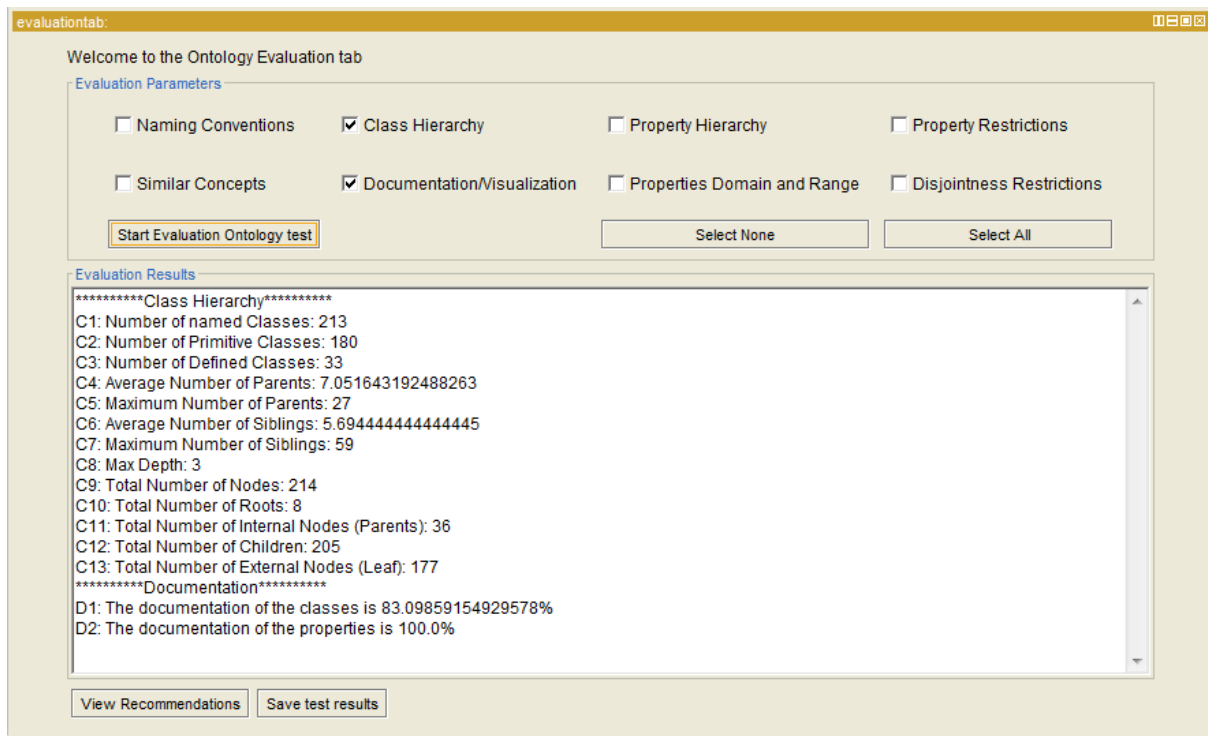 evaluationtab:
Welcome to the Ontology Evaluation tab
Evaluation Parameters
Naming Conventions Class Hierarchy Property Hierarchy Property Restrictions
Similar Concepts Documentation/Visualization Properties Domain and Range Disjointness Restrictions
Start Evaluation Ontology test Select None Select All
Evaluation Results
**********Class Hierarchy**********
C1: Number of named Classes: 213
C2: Number of Primitive Classes: 180
C3: Number of Defined Classes: 33
C4: Average Number of Parents: 7.051643192488263
C5: Maximum Number of Parents: 27
C6: Average Number of Siblings: 5.694444444444445
C7: Maximum Number of Siblings: 59
C8: Max Depth: 3
C9: Total Number of Nodes: 214
C10: Total Number of Roots: 8
C11: Total Number of Internal Nodes (Parents): 36
C12: Total Number of Children: 205
C13: Total Number of External Nodes (Leaf): 177
**********Documentation**********
D1: The documentation of the classes is 83.09859154929578%
D2: The documentation of the properties is 100.0%
View Recommendations Save test results